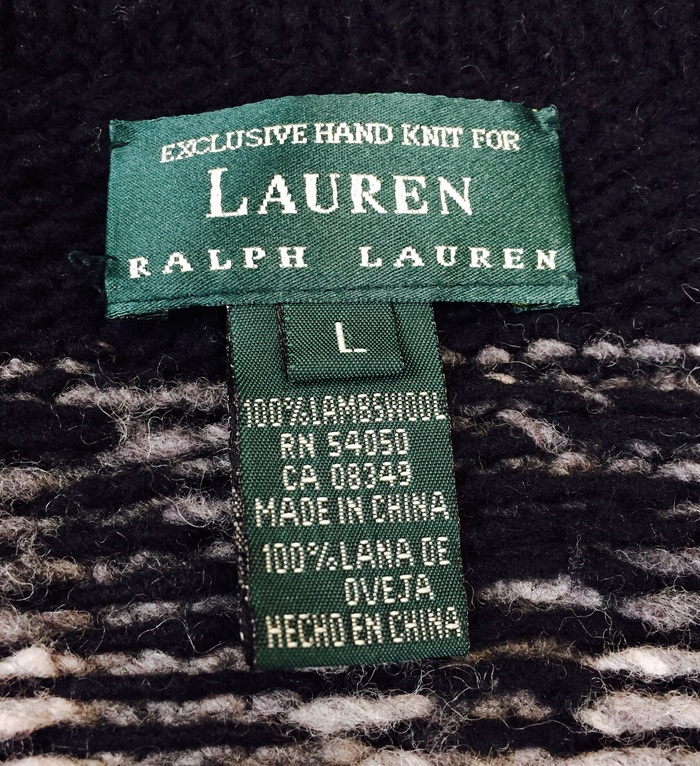 EXCLUSIVE HAND KNIT FOR
LAUREN
RALPH LAUREN
L
100%LAMBSWOOL
RN 54050
CA 08349
MADE IN CHINA
100%LANA DE
OVEJA
HECHO EN CHINA